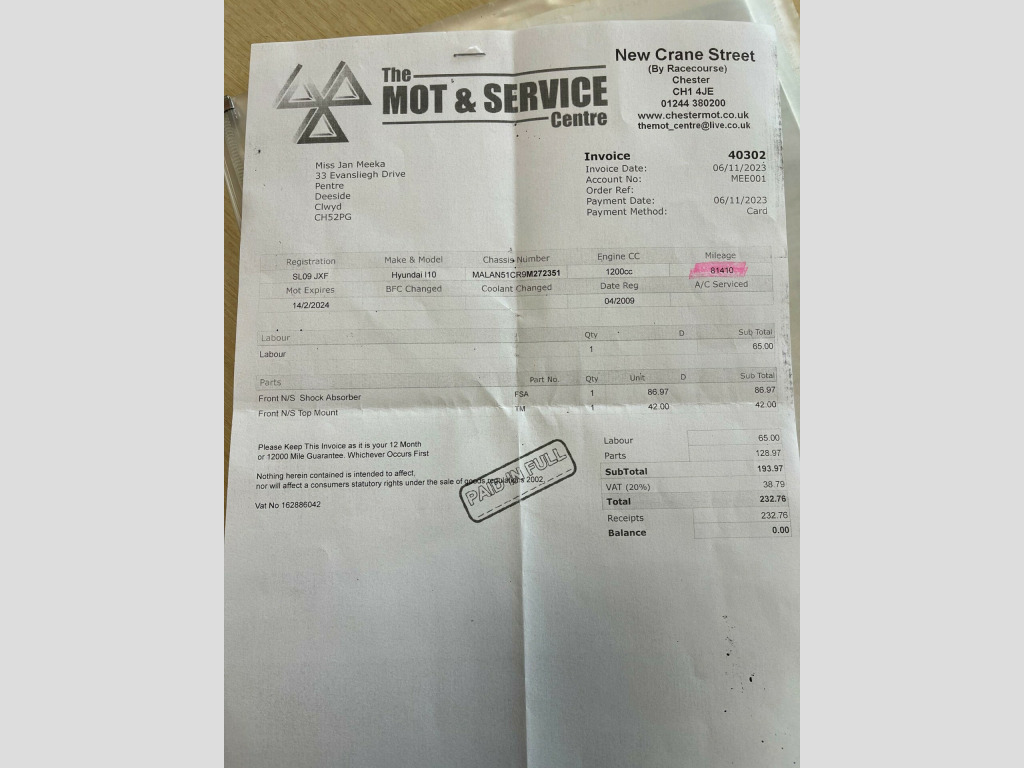 The
MOT & SERVICE
Centre
New Crane Street
(By Racecourse)
Chester
CH1 4JE
01244 380200
www.chestermot.co.uk
themot_centre@live.co.uk
Miss Jan Meeka
33 Evansliegh Drive
Pentre
Deeside
Clwyd
CH52PG
Invoice 40302
Invoice Date: 06/11/2023
Account No: MEE001
Order Ref:
Payment Date: 06/11/2023
Payment Method: Card
Registration Make & Model Chassis Number Engine CC Mileage
SL09 JXF Hyundai I10 MALAN51CR9M272351 1200cc 81410
Mot Expires BFC Changed Coolant Changed Date Reg A/C Serviced
14/2/2024 04/2009
Labour Qty D Sub Total
Labour 1 65.00
Parts Part No. Qty Unit D Sub Total
Front N/S Shock Absorber FSA 1 86.97 86.97
Front N/S Top Mount TM 1 42.00 42.00
Please Keep This Invoice as it is your 12 Month
or 12000 Mile Guarantee. Whichever Occurs First
Nothing herein contained is intended to affect,
nor will affect a consumers statutory rights under the sale of goods regulations 2002,
Vat No 162886042
PAID IN FULL
Labour 65.00
Parts 128.97
SubTotal 193.97
VAT (20%) 38.79
Total 232.76
Receipts 232.76
Balance 0.00